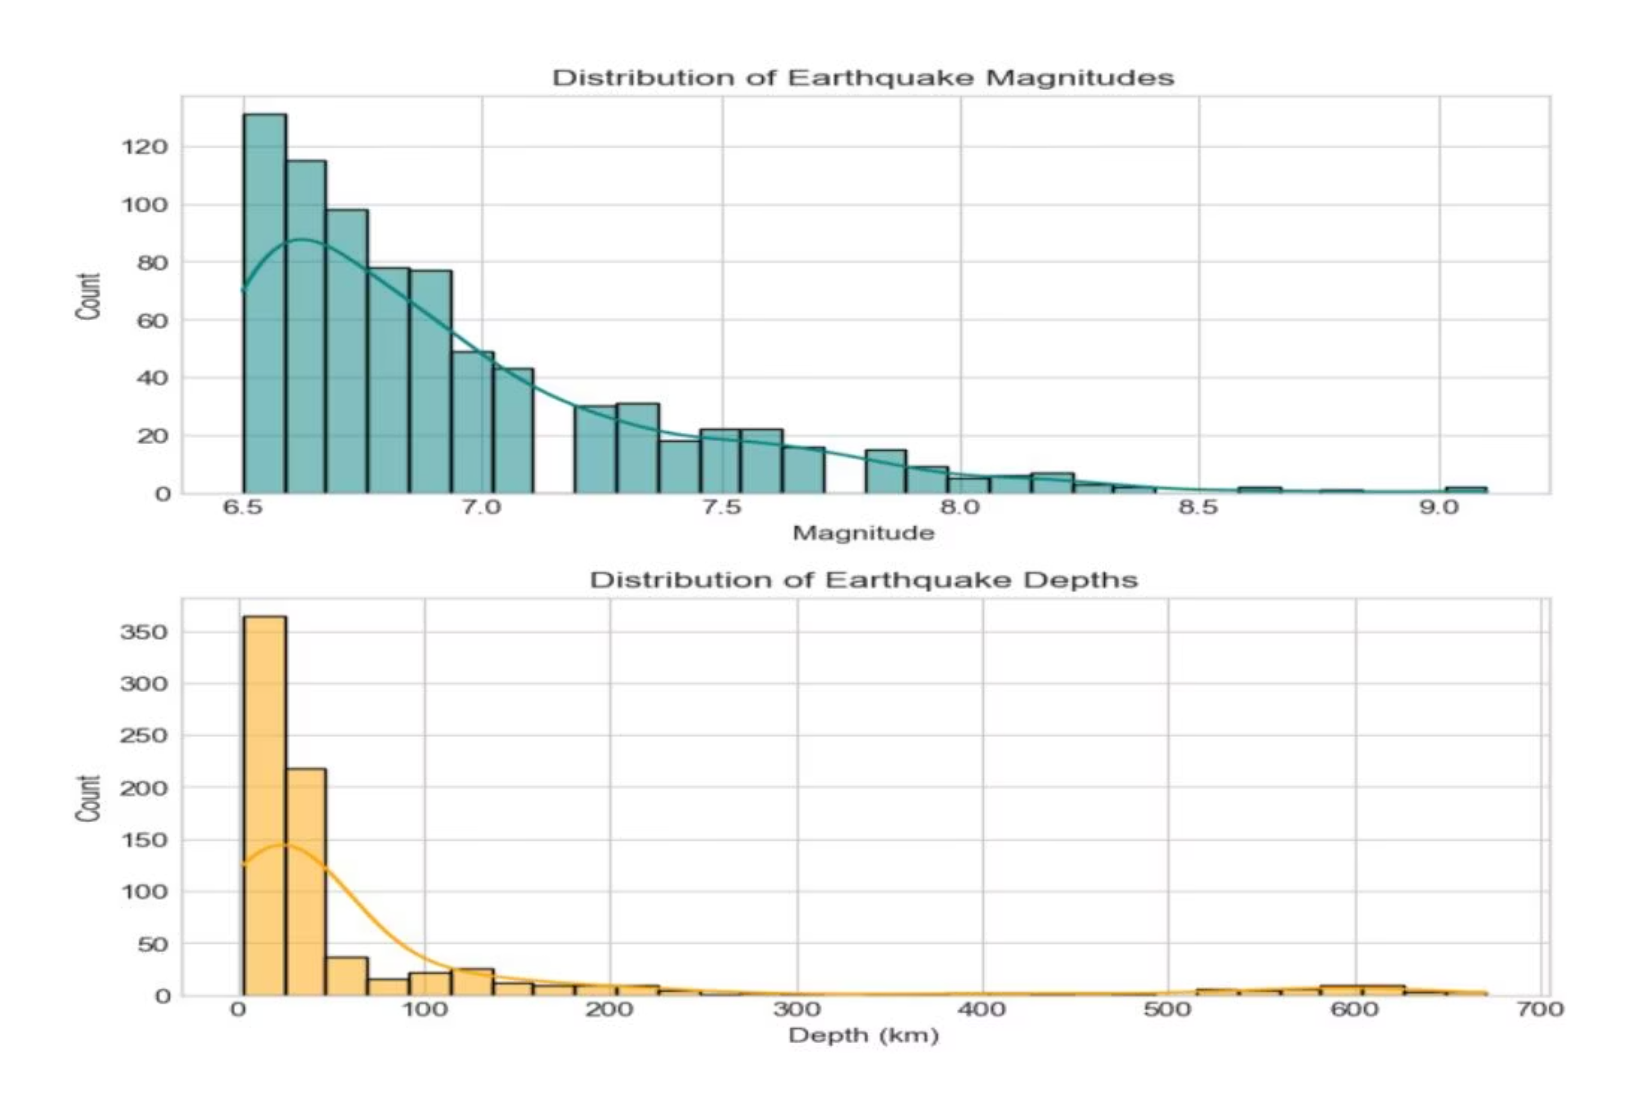 Distribution of Earthquake Magnitudes
120
100
80
60
40
20
0
Count
6.5 7.0 7.5 8.0 8.5 9.0
Magnitude
Distribution of Earthquake Depths
350
300
250
200
150
100
50
0
Count
0 100 200 300 400 500 600 700
Depth (km)